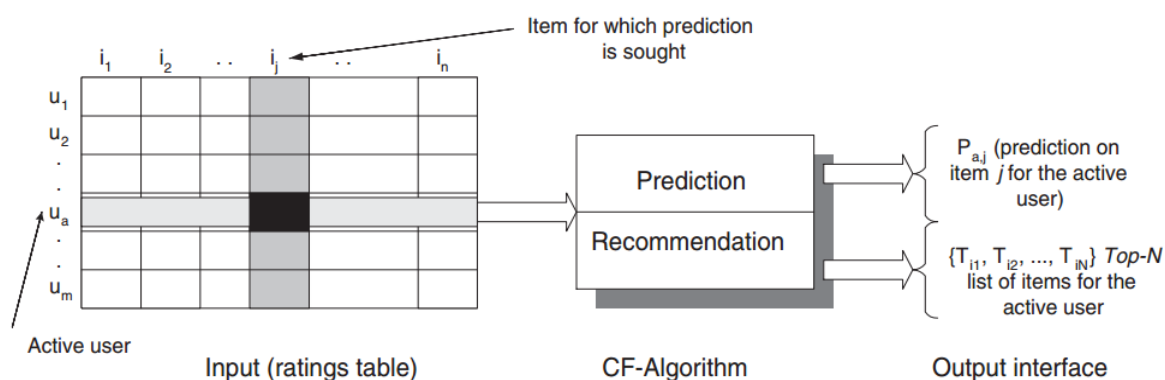 Item for which prediction
is sought
i1 i2 . . ij . . in
u1
u2
.
.
ua
.
.
um
Active user
Input (ratings table)
Prediction
Recommendation
CF-Algorithm
Pa,j (prediction on
item j for the active
user)
{Ti1, Ti2, ..., TiN} Top-N
list of items for the
active user
Output interface